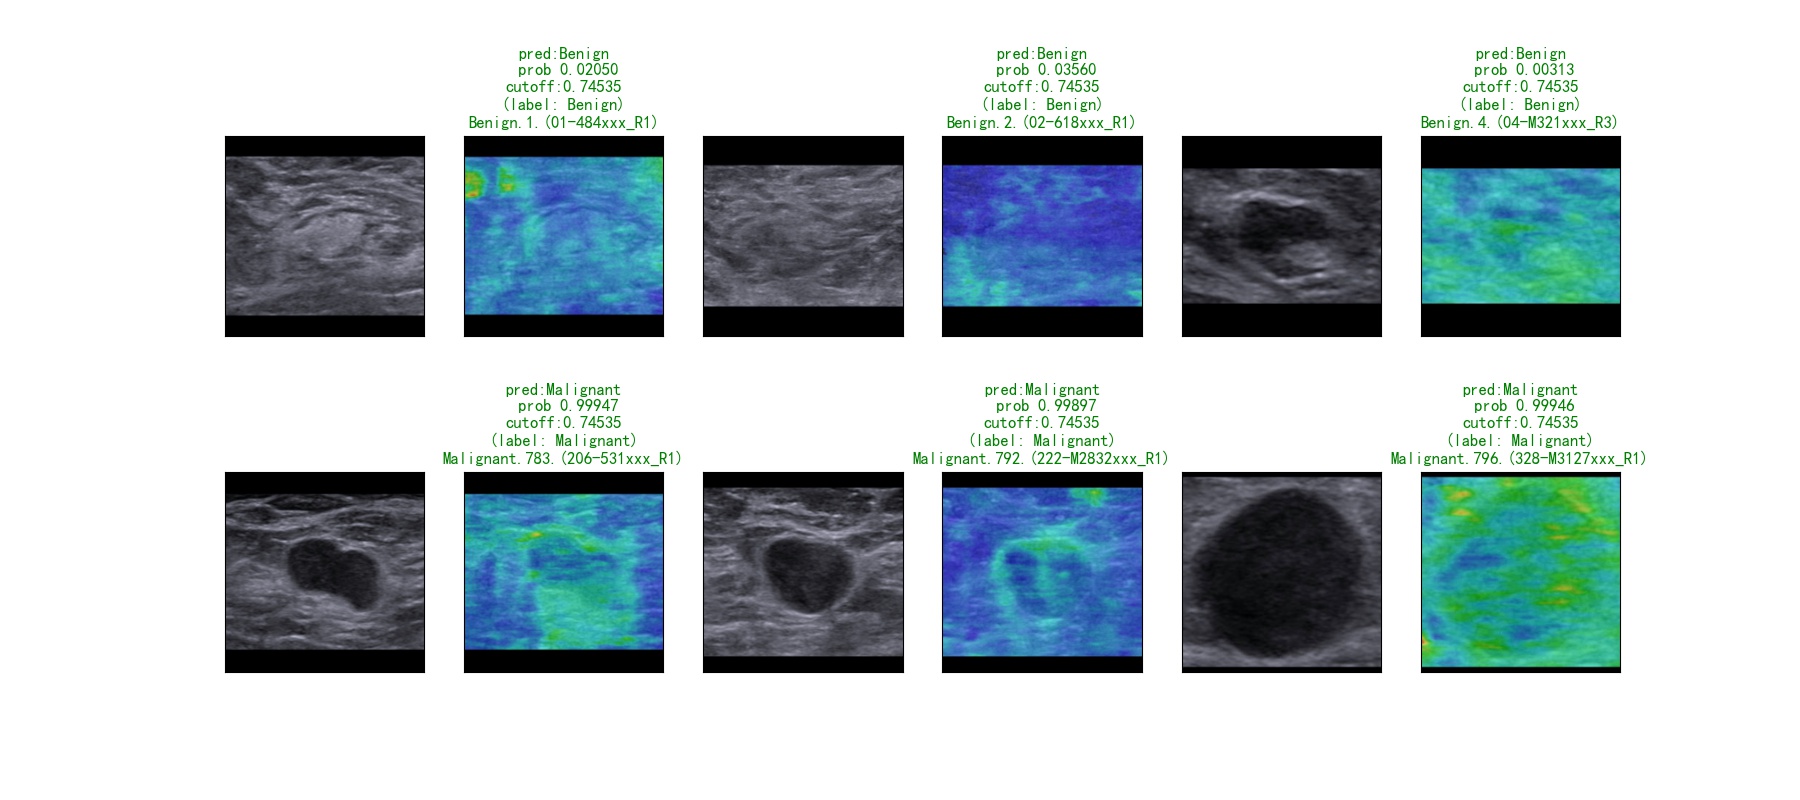 pred:Benign
prob 0.02050
cutoff:0.74535
(label: Benign)
Benign.1.(01-484xxx_R1)
pred:Benign
prob 0.03560
cutoff:0.74535
(label: Benign)
Benign.2.(02-618xxx_R1)
pred:Benign
prob 0.00313
cutoff:0.74535
(label: Benign)
Benign.4.(04-M321xxx_R3)
pred:Malignant
prob 0.99947
cutoff:0.74535
(label: Malignant)
Malignant.783.(206-531xxx_R1)
pred:Malignant
prob 0.99897
cutoff:0.74535
(label: Malignant)
Malignant.792.(222-M2832xxx_R1)
pred:Malignant
prob 0.99946
cutoff:0.74535
(label: Malignant)
Malignant.796.(328-M3127xxx_R1)